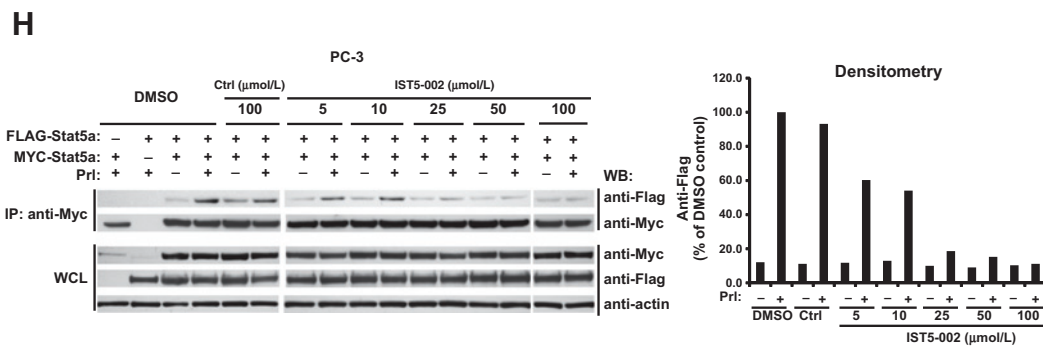 H
PC-3
DMSO
Ctrl (μmol/L)
IST5-002 (μmol/L)
100 5 10 25 50 100
FLAG-Stat5a: – + + + + + + + + + + + + + + +
MYC-Stat5a: + – + + + + + + + + + + + + + +
Prl: + + – + – + – + – + – + – + – +
WB:
IP: anti-Myc
anti-Flag
anti-Myc
WCL
anti-Myc
anti-Flag
anti-actin
Densitometry
Anti-Flag
(% of DMSO control)
120.0
100.0
80.0
60.0
40.0
20.0
0.0
Prl: – + – + – + – + – + – + – +
DMSO Ctrl 5 10 25 50 100
IST5-002 (μmol/L)